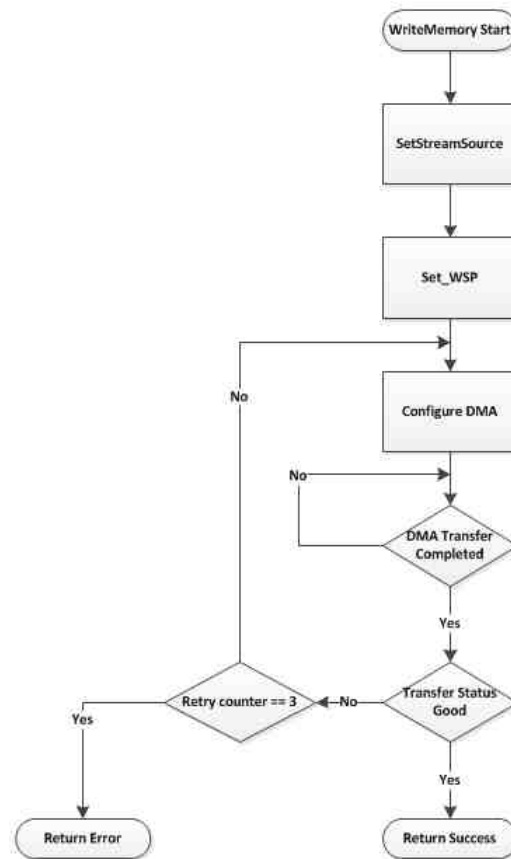 WriteMemory Start
SetStreamSource
Set_WSP
No
Configure DMA
No
DMA Transfer
Completed
Yes
Retry counter == 3
No
Transfer Status
Good
Yes
Yes
Return Error
Return Success